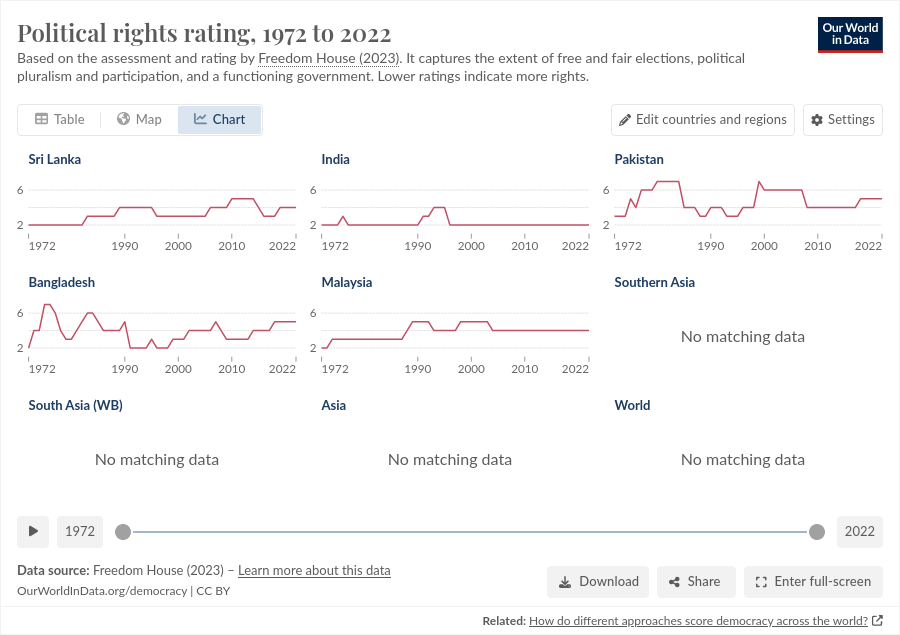 Political rights rating, 1972 to 2022
Our World
in Data
Based on the assessment and rating by Freedom House (2023). It captures the extent of free and fair elections, political
pluralism and participation, and a functioning government. Lower ratings indicate more rights.
Table Map Chart Edit countries and regions Settings
Sri Lanka India Pakistan
6 6 6
2 2 2
1972 1990 2000 2010 2022 1972 1990 2000 2010 2022 1972 1990 2000 2010 2022
Bangladesh Malaysia Southern Asia
6 6
No matching data
2 2
1972 1990 2000 2010 2022 1972 1990 2000 2010 2022
South Asia (WB) Asia World
No matching data No matching data No matching data
1972 2022
Data source: Freedom House (2023) – Learn more about this data
OurWorldInData.org/democracy | CC BY
Download Share Enter full-screen
Related: How do different approaches score democracy across the world?